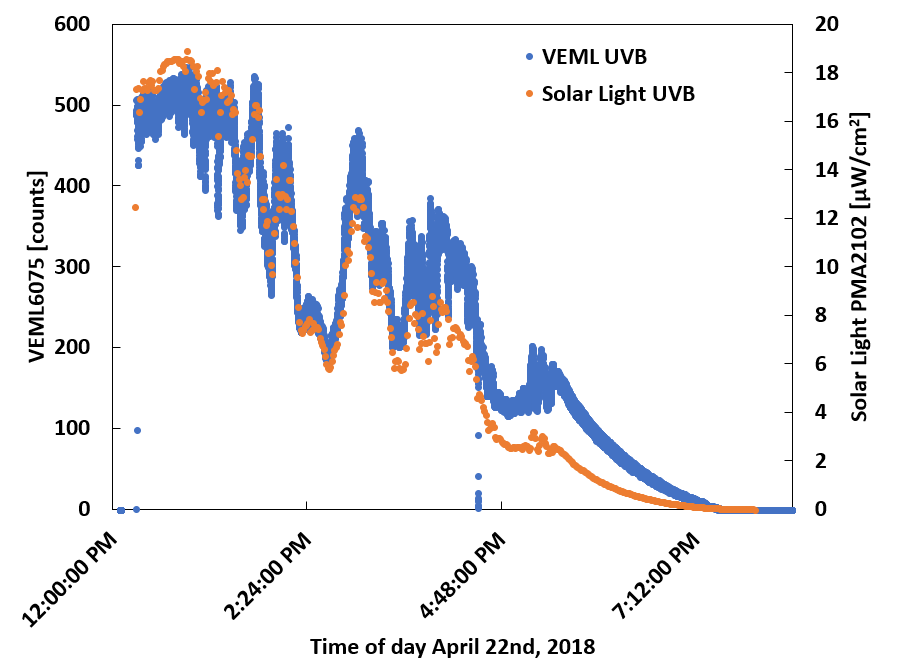 600
500
400
300
200
100
0
VEML6075 [counts]
VEML UVB
Solar Light UVB
20
18
16
14
12
10
8
6
4
2
0
Solar Light PMA2102 [µW/cm²]
12:00:00 PM
2:24:00 PM
4:48:00 PM
7:12:00 PM
Time of day April 22nd, 2018